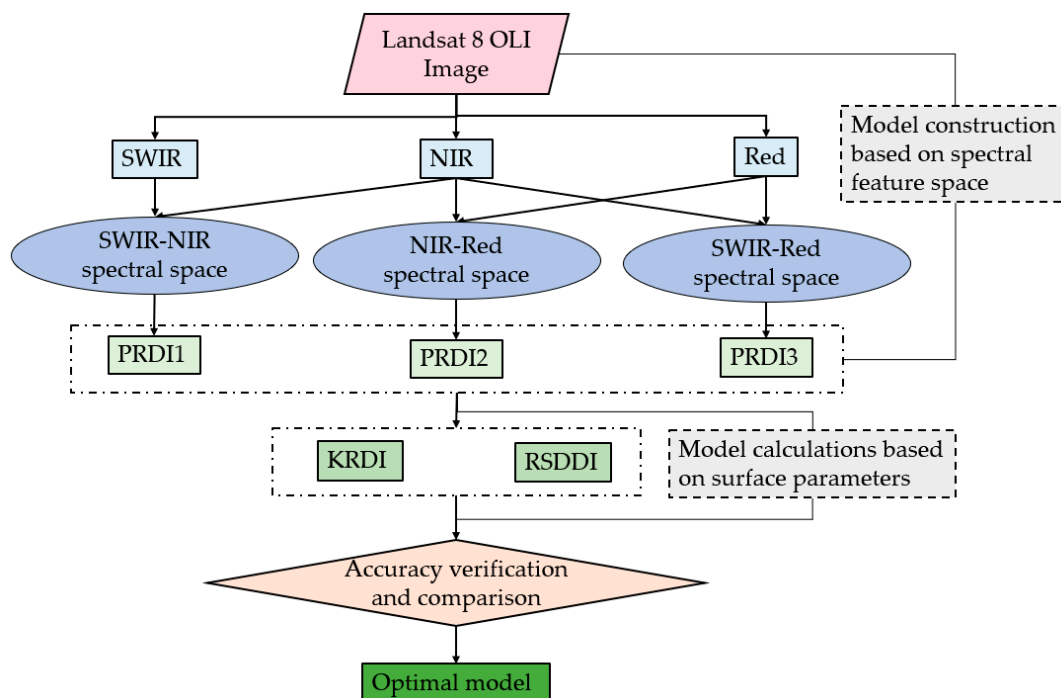 Landsat 8 OLI
Image
SWIR
NIR
Red
Model construction
based on spectral
feature space
SWIR-NIR
spectral space
NIR-Red
spectral space
SWIR-Red
spectral space
PRDI1
PRDI2
PRDI3
KRDI
RSDDI
Model calculations based
on surface parameters
Accuracy verification
and comparison
Optimal model